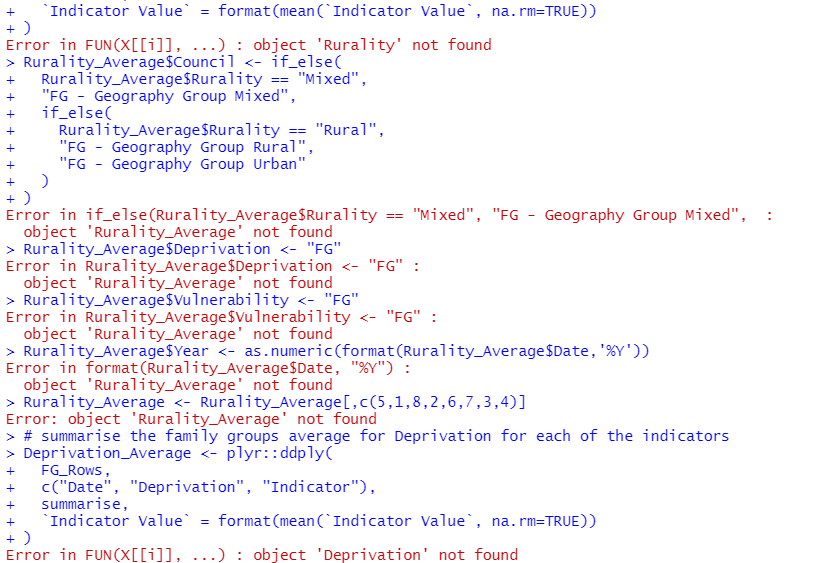 +   `Indicator Value` = format(mean(`Indicator Value`, na.rm=TRUE))
+ )
Error in FUN(X[[i]], ...) : object 'Rurality' not found
> Rurality_Average$Council <- if_else(
+   Rurality_Average$Rurality == "Mixed",
+   "FG - Geography Group Mixed",
+   if_else(
+     Rurality_Average$Rurality == "Rural",
+     "FG - Geography Group Rural",
+     "FG - Geography Group Urban"
+   )
+ )
Error in if_else(Rurality_Average$Rurality == "Mixed", "FG - Geography Group Mixed",  :
  object 'Rurality_Average' not found
> Rurality_Average$Deprivation <- "FG"
Error in Rurality_Average$Deprivation <- "FG" :
  object 'Rurality_Average' not found
> Rurality_Average$Vulnerability <- "FG"
Error in Rurality_Average$Vulnerability <- "FG" :
  object 'Rurality_Average' not found
> Rurality_Average$Year <- as.numeric(format(Rurality_Average$Date,'%Y'))
Error in format(Rurality_Average$Date, "%Y") :
  object 'Rurality_Average' not found
> Rurality_Average <- Rurality_Average[,c(5,1,8,2,6,7,3,4)]
Error: object 'Rurality_Average' not found
> # summarise the family groups average for Deprivation for each of the indicators
> Deprivation_Average <- plyr::ddply(
+   FG_Rows,
+   c("Date", "Deprivation", "Indicator"),
+   summarise,
+   `Indicator Value` = format(mean(`Indicator Value`, na.rm=TRUE))
+ )
Error in FUN(X[[i]], ...) : object 'Deprivation' not found